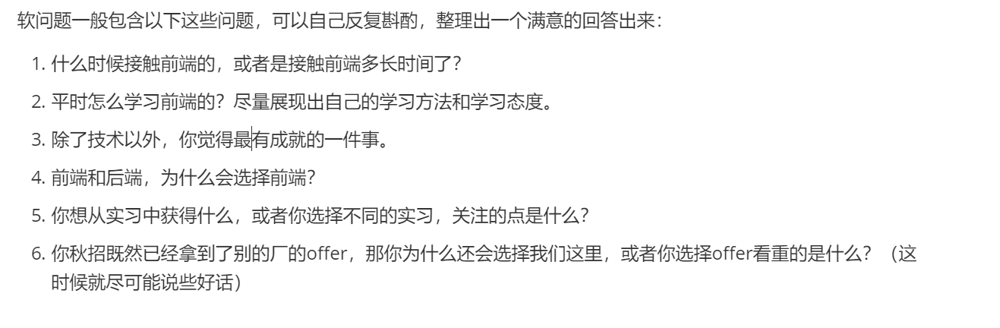 软问题一般包含以下这些问题，可以自己反复斟酌，整理出一个满意的回答出来：
1. 什么时候接触前端的，或者是接触前端多长时间了？
2. 平时怎么学习前端的？尽量展现出自己的学习方法和学习态度。
3. 除了技术以外，你觉得最有成就的一件事。
4. 前端和后端，为什么会选择前端？
5. 你想从实习中获得什么，或者你选择不同的实习，关注的点是什么？
6. 你秋招既然已经拿到了别的厂的offer，那你为什么还会选择我们这里，或者你选择offer看重的是什么？（这
时候就尽可能说些好话）